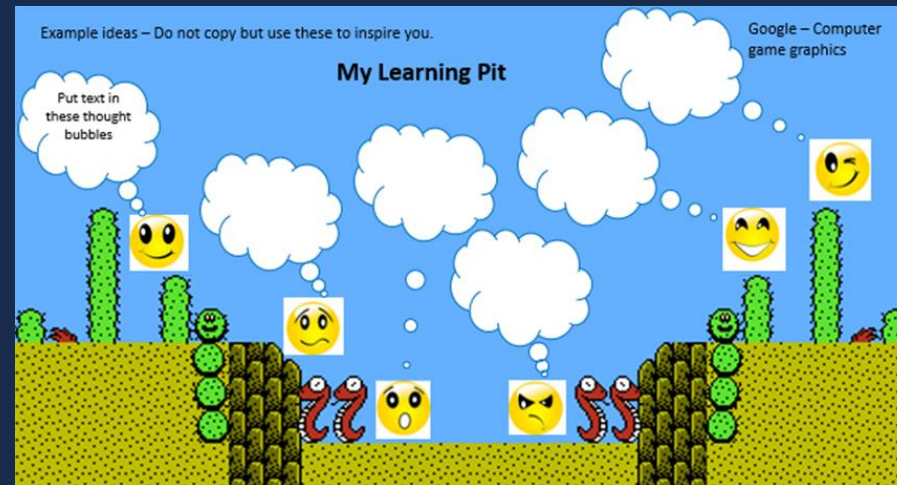 Example ideas – Do not copy but use these to inspire you.
Google – Computer
game graphics
My Learning Pit
Put text in
these thought
bubbles